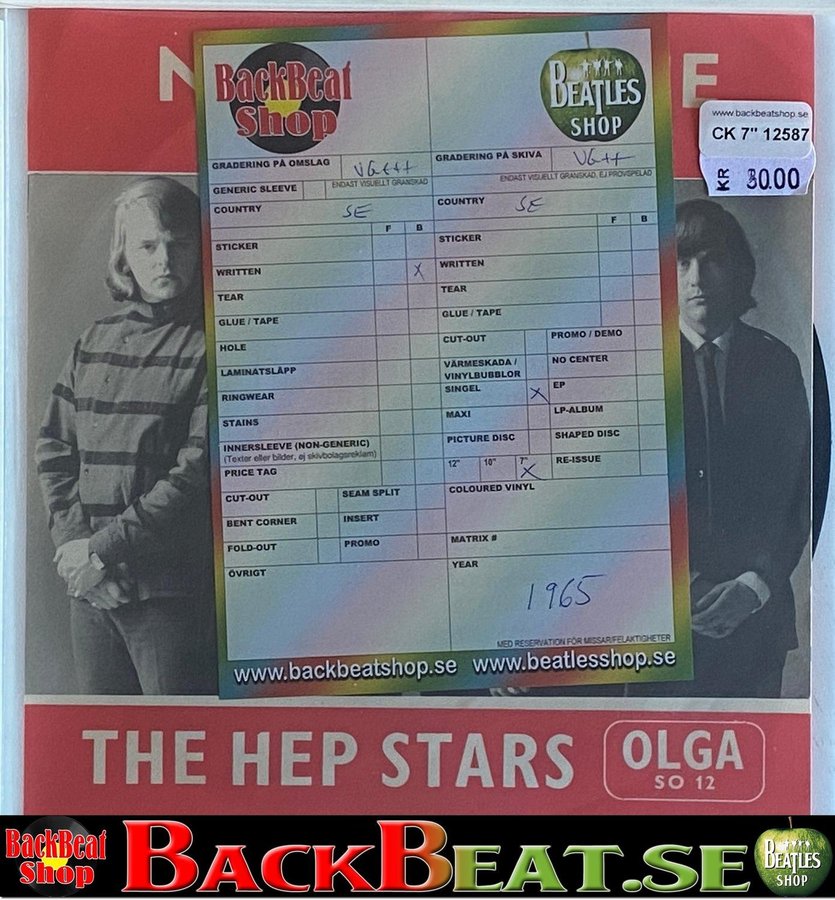 N E
BackBeat Shop
BEATLES SHOP
www.backbeatshop.se
CK 7" 12587
KR 80.00
GRADERING PÅ OMSLAG VG+++
ENDAST VISUELLT GRANSKAD
GENERIC SLEEVE
COUNTRY SE
F B
STICKER
WRITTEN X
TEAR
GLUE / TAPE
HOLE
LAMINATSLÄPP
RINGWEAR
STAINS
INNERSLEEVE (NON-GENERIC)
(Texter eller bilder, ej skivbolagsreklam)
PRICE TAG
CUT-OUT SEAM SPLIT
BENT CORNER INSERT
FOLD-OUT PROMO
ÖVRIGT
GRADERING PÅ SKIVA VG++
ENDAST VISUELLT GRANSKAD, EJ PROVSPELAD
COUNTRY SE
F B
STICKER
WRITTEN
TEAR
GLUE / TAPE
CUT-OUT PROMO / DEMO
VÄRMESKADA / NO CENTER
VINYLBUBBLOR
SINGEL X EP
MAXI LP-ALBUM
PICTURE DISC SHAPED DISC
12" 10" 7" X RE-ISSUE
COLOURED VINYL
MATRIX #
YEAR
1965
MED RESERVATION FÖR MISSAR/FELAKTIGHETER
www.backbeatshop.se www.beatlesshop.se
THE HEP STARS OLGA
SO 12
BackBeat Shop BACKBEAT.SE BEATLES SHOP